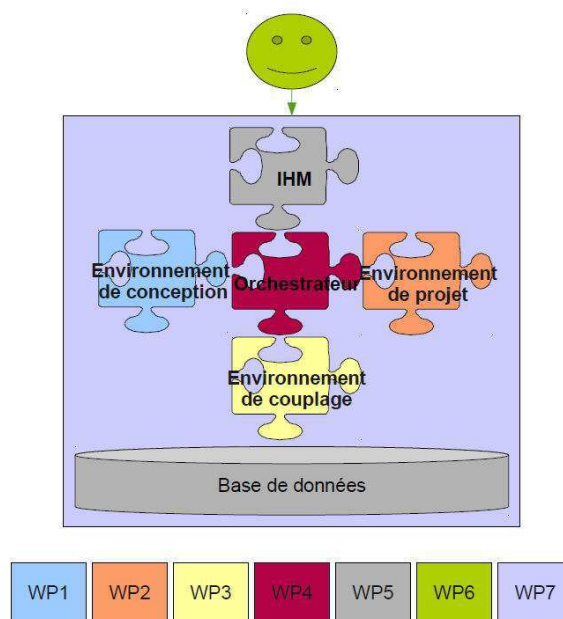 IHM
Environnement
de conception
Orchestrateur
Environnement
de projet
Environnement
de couplage
Base de données
WP1 WP2 WP3 WP4 WP5 WP6 WP7